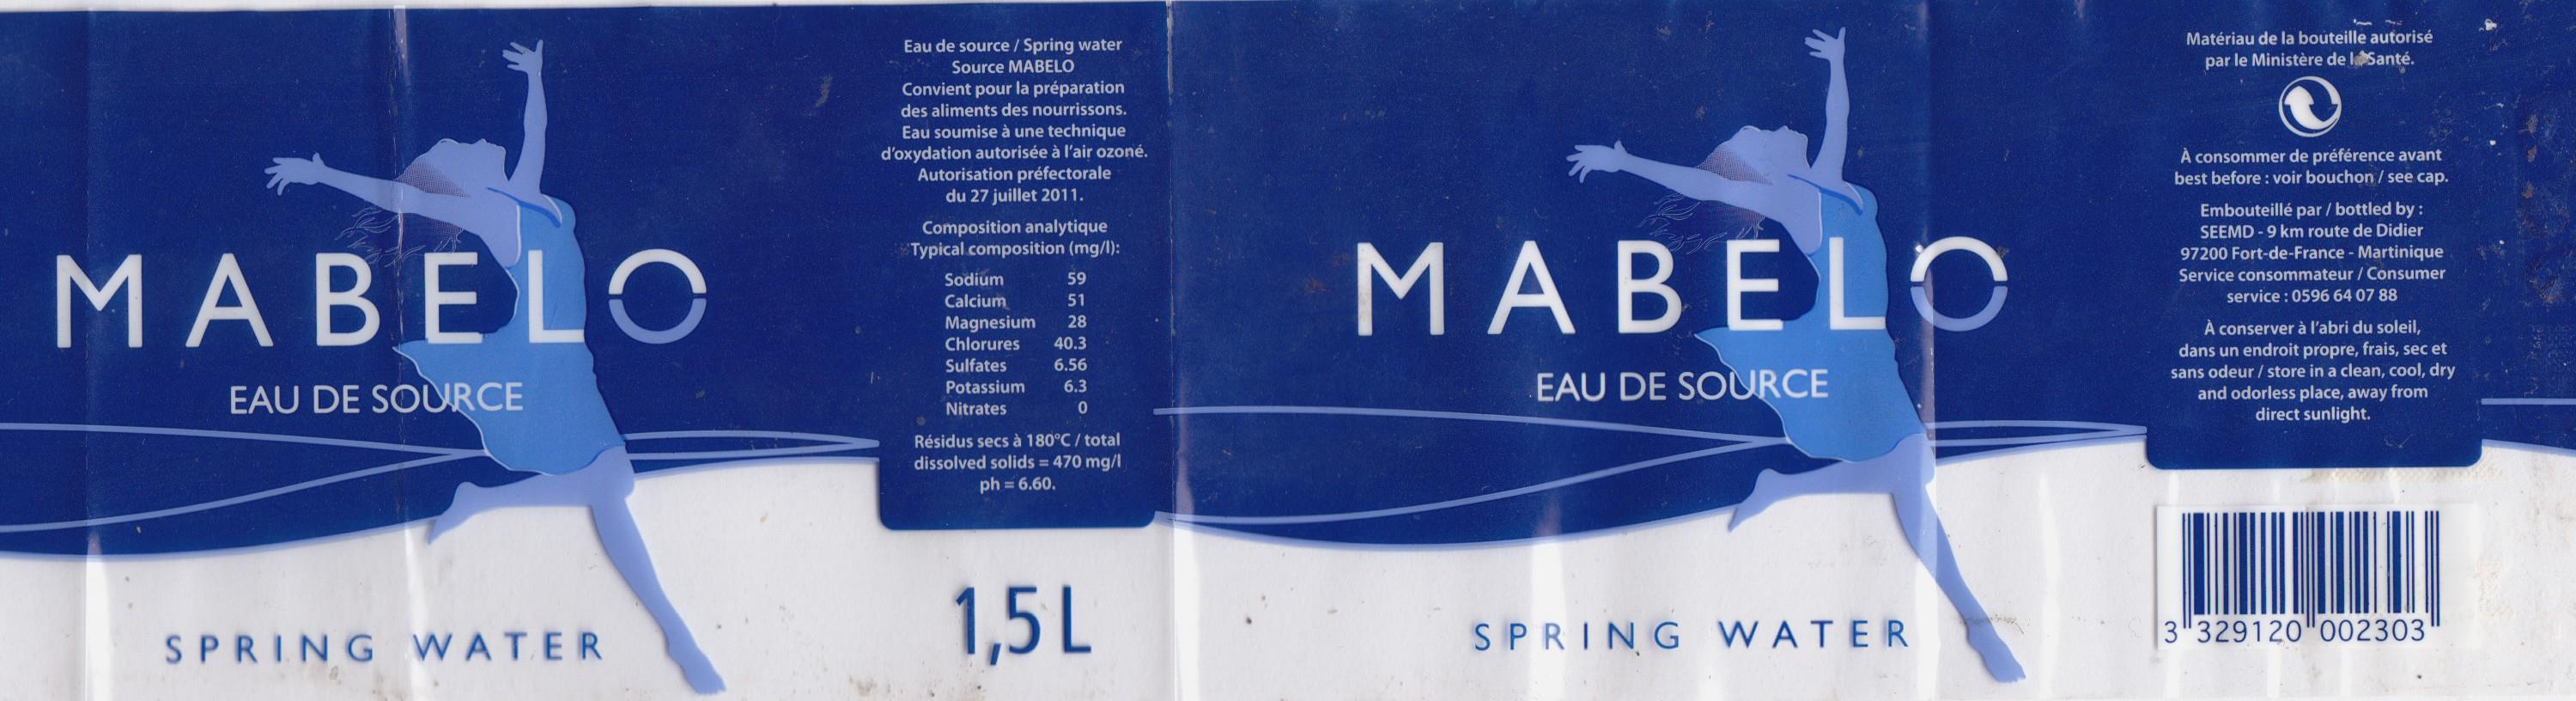 MABELO
EAU DE SOURCE
SPRING WATER
Eau de source / Spring water
Source MABELO
Convient pour la préparation
des aliments des nourrissons.
Eau soumise à une technique
d'oxydation autorisée à l'air ozoné.
Autorisation préfectorale
du 27 juillet 2011.
Composition analytique
Typical composition (mg/l):
Sodium 59
Calcium 51
Magnesium 28
Chlorures 40.3
Sulfates 6.56
Potassium 6.3
Nitrates 0
Résidus secs à 180°C / total
dissolved solids = 470 mg/l
ph = 6.60.
1,5 L
MABELO
EAU DE SOURCE
SPRING WATER
Matériau de la bouteille autorisé
par le Ministère de la Santé.
À consommer de préférence avant
best before : voir bouchon / see cap.
Embouteillé par / bottled by :
SEEMD - 9 km route de Didier
97200 Fort-de-France - Martinique
Service consommateur / Consumer
service : 0596 64 07 88
À conserver à l'abri du soleil,
dans un endroit propre, frais, sec et
sans odeur / store in a clean, cool, dry
and odorless place, away from
direct sunlight.
3 329120 002303